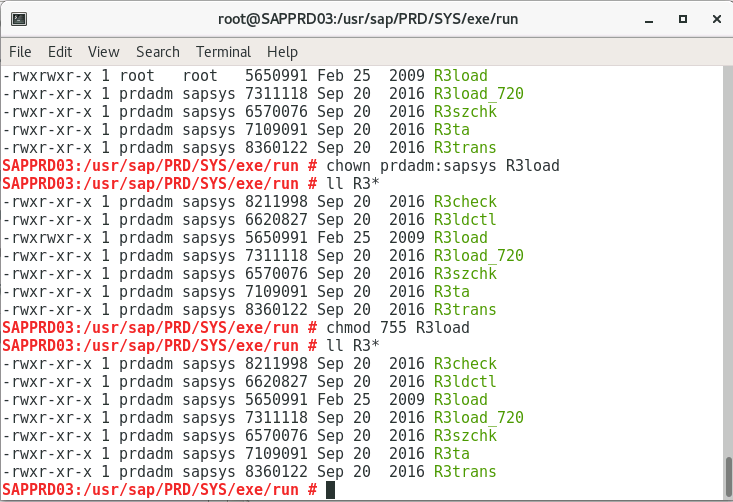 root@SAPPRD03:/usr/sap/PRD/SYS/exe/run
File Edit View Search Terminal Help
-rwxrwxr-x 1 root   root   5650991 Feb 25  2009 R3load
-rwxr-xr-x 1 prdadm sapsys 7311118 Sep 20  2016 R3load_720
-rwxr-xr-x 1 prdadm sapsys 6570076 Sep 20  2016 R3szchk
-rwxr-xr-x 1 prdadm sapsys 7109091 Sep 20  2016 R3ta
-rwxr-xr-x 1 prdadm sapsys 8360122 Sep 20  2016 R3trans
SAPPRD03:/usr/sap/PRD/SYS/exe/run # chown prdadm:sapsys R3load
SAPPRD03:/usr/sap/PRD/SYS/exe/run # ll R3*
-rwxr-xr-x 1 prdadm sapsys 8211998 Sep 20  2016 R3check
-rwxr-xr-x 1 prdadm sapsys 6620827 Sep 20  2016 R3ldctl
-rwxrwxr-x 1 prdadm sapsys 5650991 Feb 25  2009 R3load
-rwxr-xr-x 1 prdadm sapsys 7311118 Sep 20  2016 R3load_720
-rwxr-xr-x 1 prdadm sapsys 6570076 Sep 20  2016 R3szchk
-rwxr-xr-x 1 prdadm sapsys 7109091 Sep 20  2016 R3ta
-rwxr-xr-x 1 prdadm sapsys 8360122 Sep 20  2016 R3trans
SAPPRD03:/usr/sap/PRD/SYS/exe/run # chmod 755 R3load
SAPPRD03:/usr/sap/PRD/SYS/exe/run # ll R3*
-rwxr-xr-x 1 prdadm sapsys 8211998 Sep 20  2016 R3check
-rwxr-xr-x 1 prdadm sapsys 6620827 Sep 20  2016 R3ldctl
-rwxr-xr-x 1 prdadm sapsys 5650991 Feb 25  2009 R3load
-rwxr-xr-x 1 prdadm sapsys 7311118 Sep 20  2016 R3load_720
-rwxr-xr-x 1 prdadm sapsys 6570076 Sep 20  2016 R3szchk
-rwxr-xr-x 1 prdadm sapsys 7109091 Sep 20  2016 R3ta
-rwxr-xr-x 1 prdadm sapsys 8360122 Sep 20  2016 R3trans
SAPPRD03:/usr/sap/PRD/SYS/exe/run #